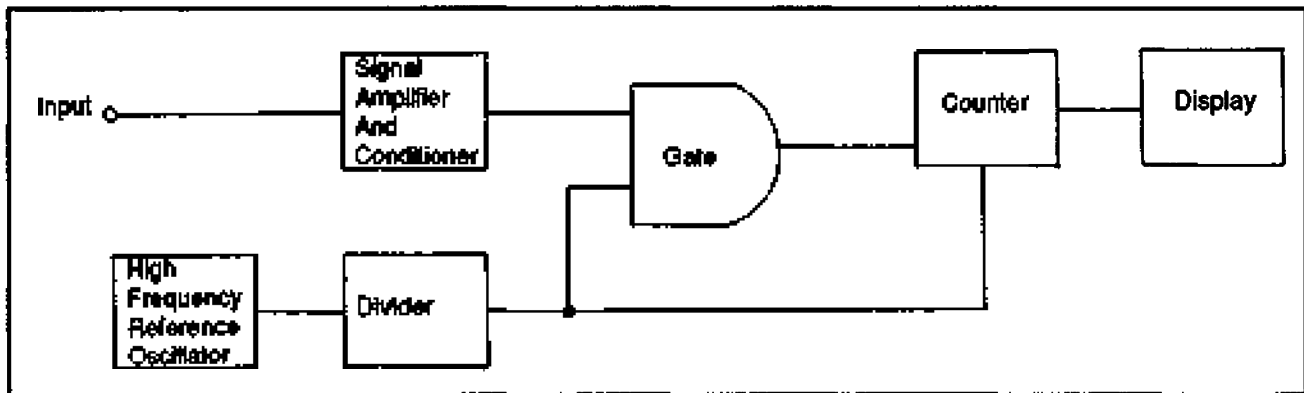 Input
Signal
Amplifier
And
Conditioner
Gate
Counter
Display
High
Frequency
Reference
Oscillator
Divider